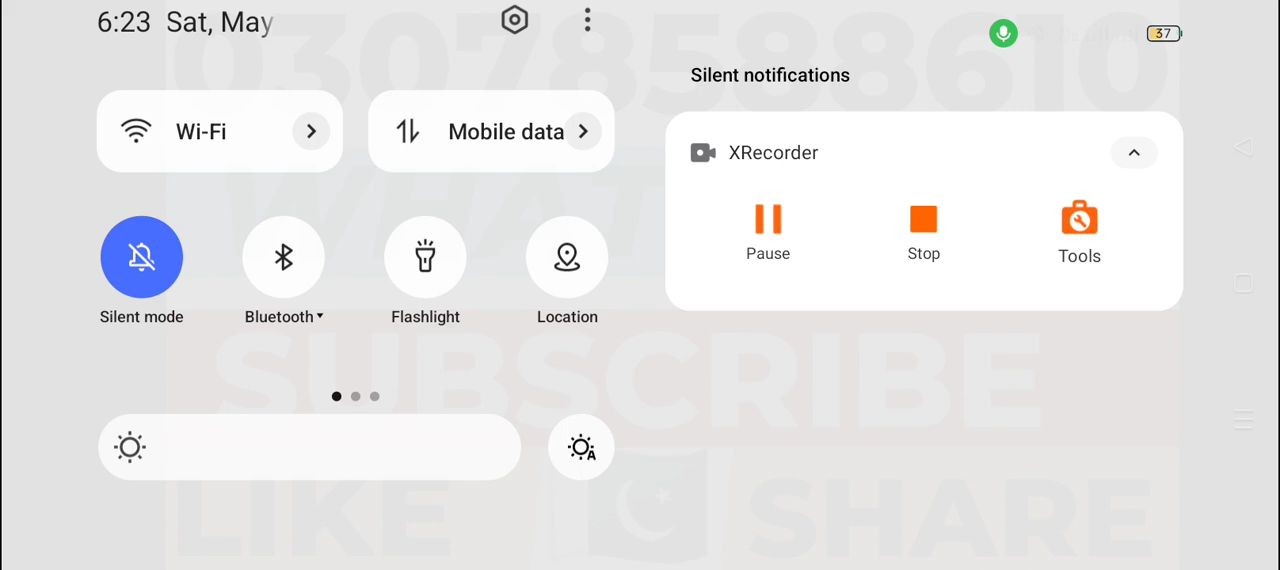 6:23 Sat, May
37
03078588610
Silent notifications
Wi-Fi
Mobile data
XRecorder
WHAT
Pause
Stop
Tools
Silent mode
Bluetooth
Flashlight
Location
SUBSCRIBE
A
LIKE
SHARE